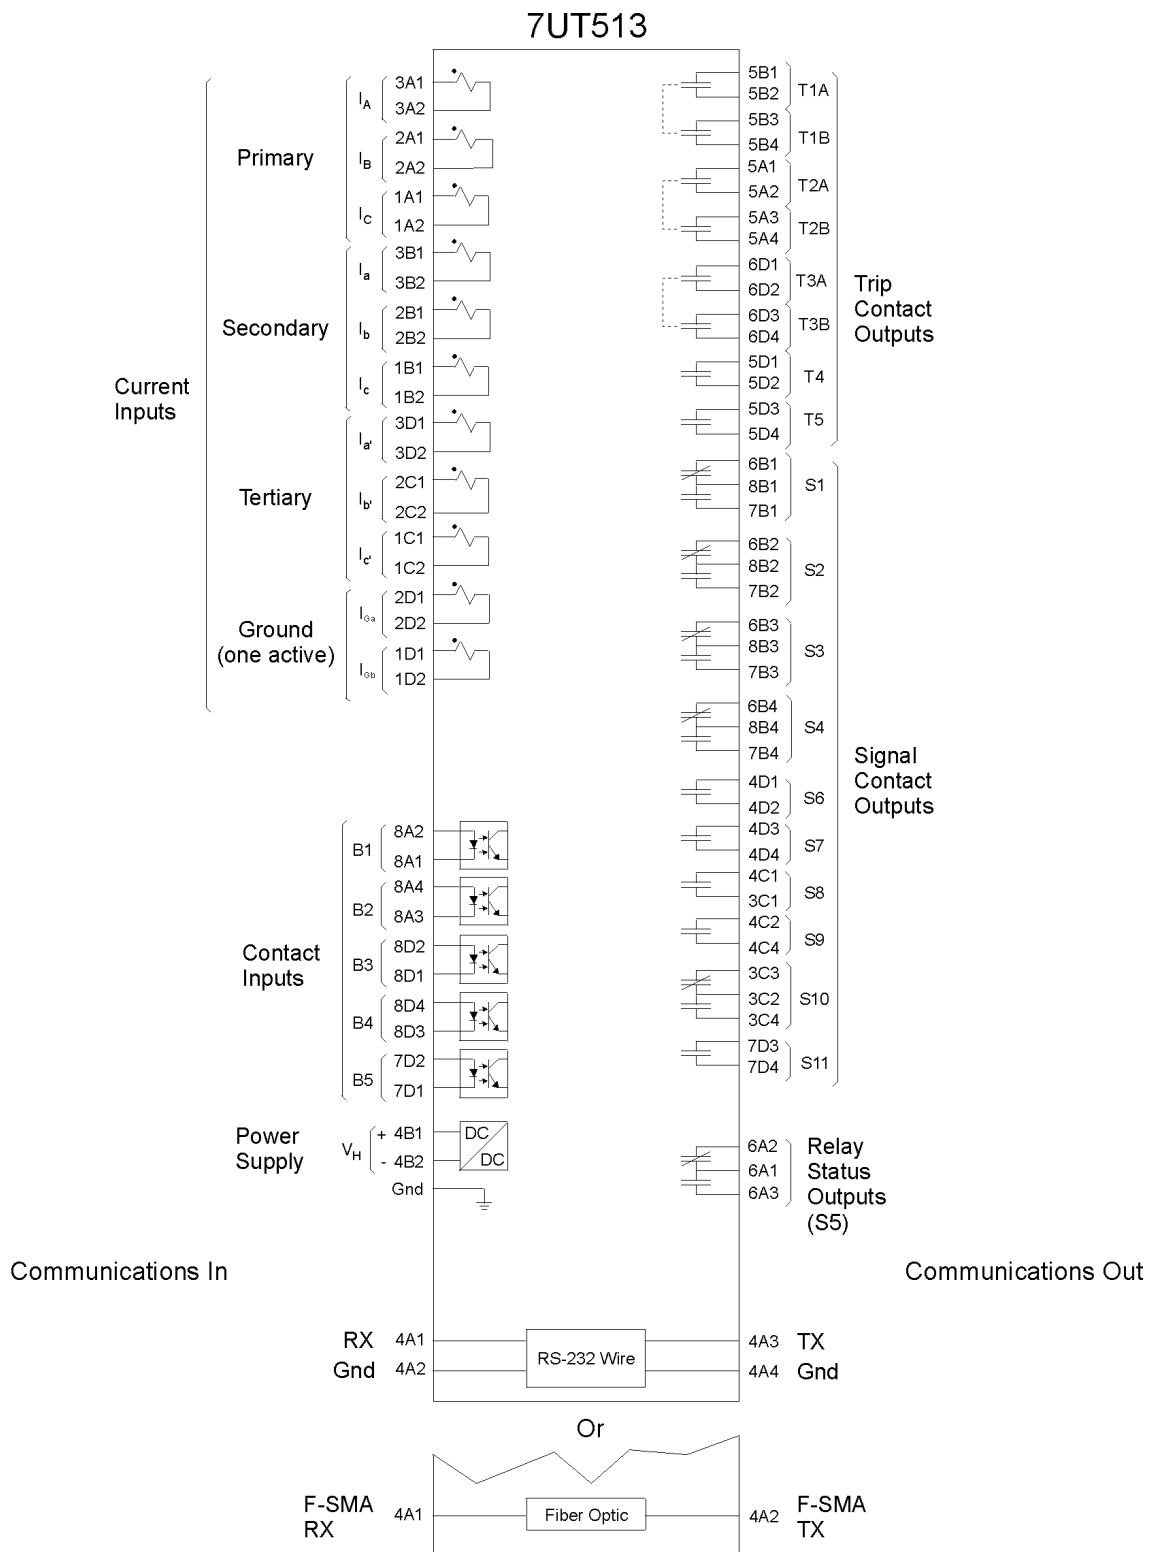 7UT513
Current
Inputs
Primary
IA
3A1
3A2
IB
2A1
2A2
IC
1A1
1A2
Secondary
Ia
3B1
3B2
Ib
2B1
2B2
Ic
1B1
1B2
Tertiary
Ia'
3D1
3D2
Ib'
2C1
2C2
Ic'
1C1
1C2
Ground
(one active)
IGa
2D1
2D2
IGb
1D1
1D2
Contact
Inputs
B1
8A2
8A1
B2
8A4
8A3
B3
8D2
8D1
B4
8D4
8D3
B5
7D2
7D1
Power
Supply
VH
+ 4B1
- 4B2
Gnd
DC
DC
5B1
5B2
T1A
5B3
5B4
T1B
5A1
5A2
T2A
5A3
5A4
T2B
6D1
6D2
T3A
6D3
6D4
T3B
5D1
5D2
T4
5D3
5D4
T5
Trip
Contact
Outputs
6B1
8B1
7B1
S1
6B2
8B2
7B2
S2
6B3
8B3
7B3
S3
6B4
8B4
7B4
S4
4D1
4D2
S6
4D3
4D4
S7
4C1
3C1
S8
4C2
4C4
S9
3C3
3C2
3C4
S10
7D3
7D4
S11
Signal
Contact
Outputs
6A2
6A1
6A3
Relay
Status
Outputs
(S5)
Communications In
Communications Out
RX 4A1
Gnd 4A2
RS-232 Wire
4A3 TX
4A4 Gnd
Or
F-SMA
RX
4A1
Fiber Optic
4A2
F-SMA
TX